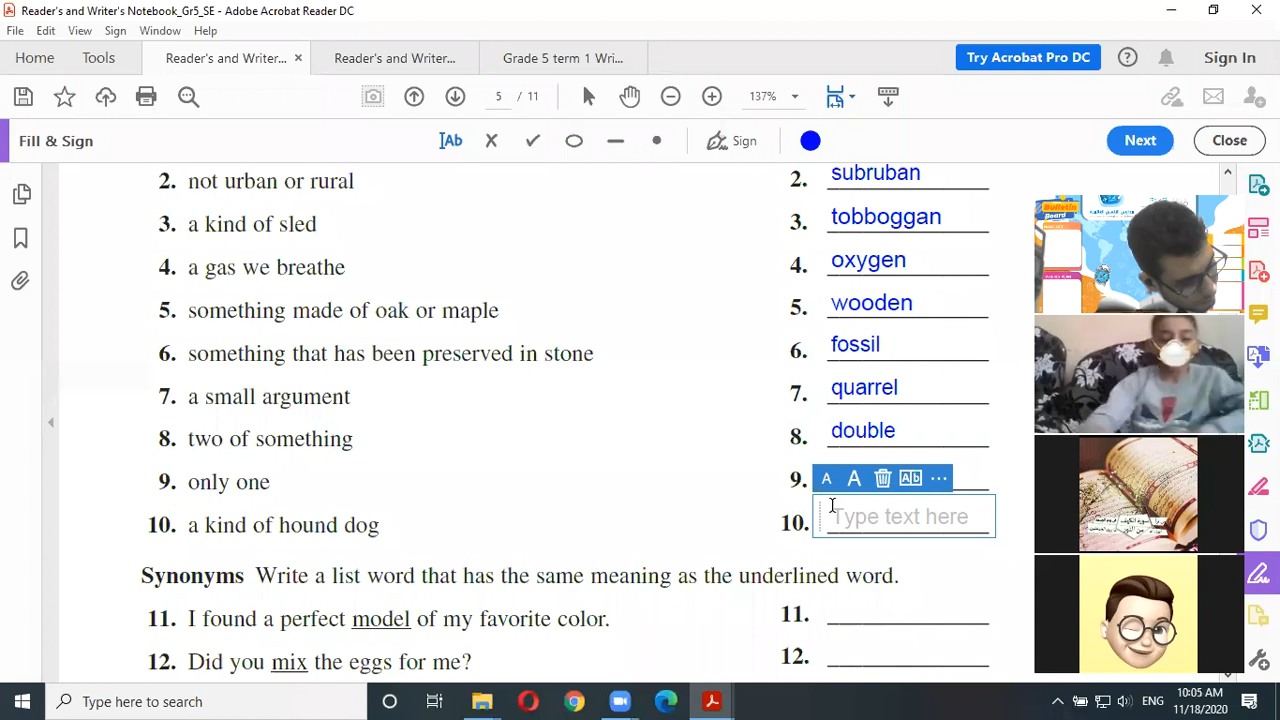 Reader's and Writer's Notebook_Gr5_SE - Adobe Acrobat Reader DC
File Edit View Sign Window Help
Home Tools Reader's and Writer... × Reader's and Writer... Grade 5 term 1 Wri... Try Acrobat Pro DC Sign In
5 / 11 137%
Fill & Sign Ab Sign Next Close
2. not urban or rural 2. subruban
3. a kind of sled 3. tobboggan
4. a gas we breathe 4. oxygen
5. something made of oak or maple 5. wooden
6. something that has been preserved in stone 6. fossil
7. a small argument 7. quarrel
8. two of something 8. double
9. only one 9. A A Ab ...
10. a kind of hound dog 10. Type text here
Synonyms Write a list word that has the same meaning as the underlined word.
11. I found a perfect model of my favorite color. 11.
12. Did you mix the eggs for me? 12.
Bulletin
Board
Type here to search
ENG
10:05 AM
11/18/2020